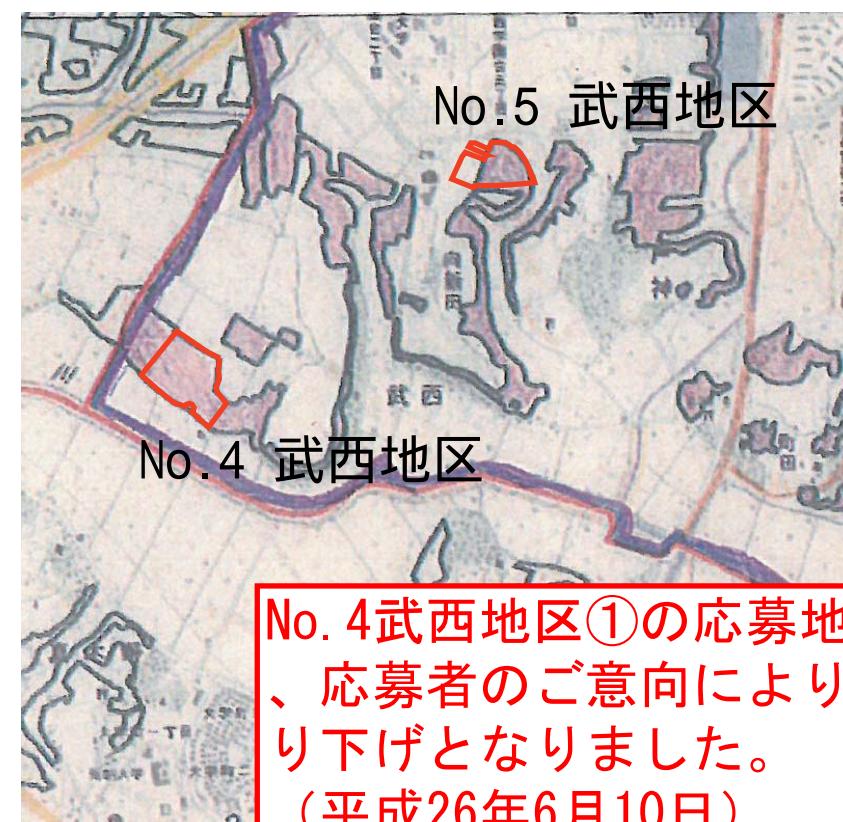 No.5 武西地区
武西
No.4 武西地区
No.4武西地区①の応募地
、応募者のご意向により
り下げとなりました。
（平成26年6月10日）